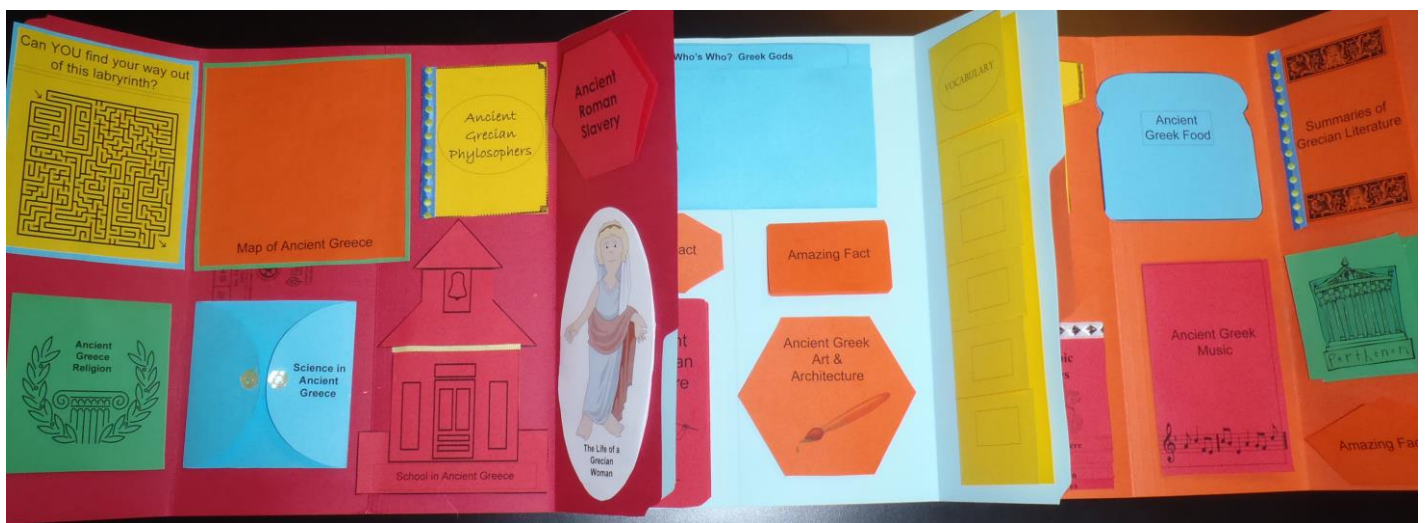 Can YOU find your way out
of this labyrinth?
Map of Ancient Greece
Ancient
Grecian
Phylosophers
Ancient
Roman
Slavery
Ancient
Greece
Religion
Science in
Ancient
Greece
School in Ancient Greece
The Life of a
Grecian
Woman
Who's Who? Greek Gods
act
Amazing Fact
Ancient Greek
Art &
Architecture
VOCABULARY
Ancient
Greek Food
Summaries of
Grecian Literature
Ancient Greek
Music
Parthenon
Amazing Fac